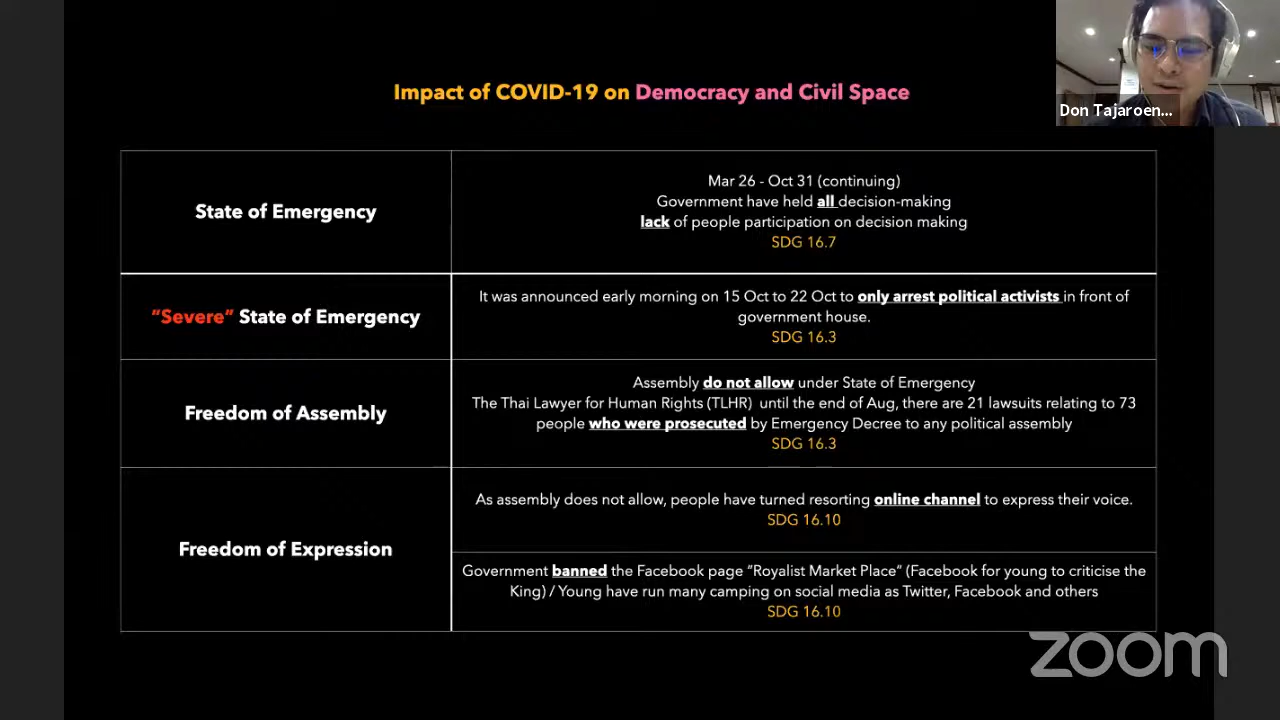 Impact of COVID-19 on Democracy and Civil Space
Don Tajaroen...
State of Emergency
Mar 26 - Oct 31 (continuing)
Government have held all decision-making
lack of people participation on decision making
SDG 16.7
"Severe" State of Emergency
It was announced early morning on 15 Oct to 22 Oct to only arrest political activists in front of
government house.
SDG 16.3
Freedom of Assembly
Assembly do not allow under State of Emergency
The Thai Lawyer for Human Rights (TLHR) until the end of Aug, there are 21 lawsuits relating to 73
people who were prosecuted by Emergency Decree to any political assembly
SDG 16.3
Freedom of Expression
As assembly does not allow, people have turned resorting online channel to express their voice.
SDG 16.10
Government banned the Facebook page "Royalist Market Place" (Facebook for young to criticise the
King) / Young have run many camping on social media as Twitter, Facebook and others
SDG 16.10
zoom